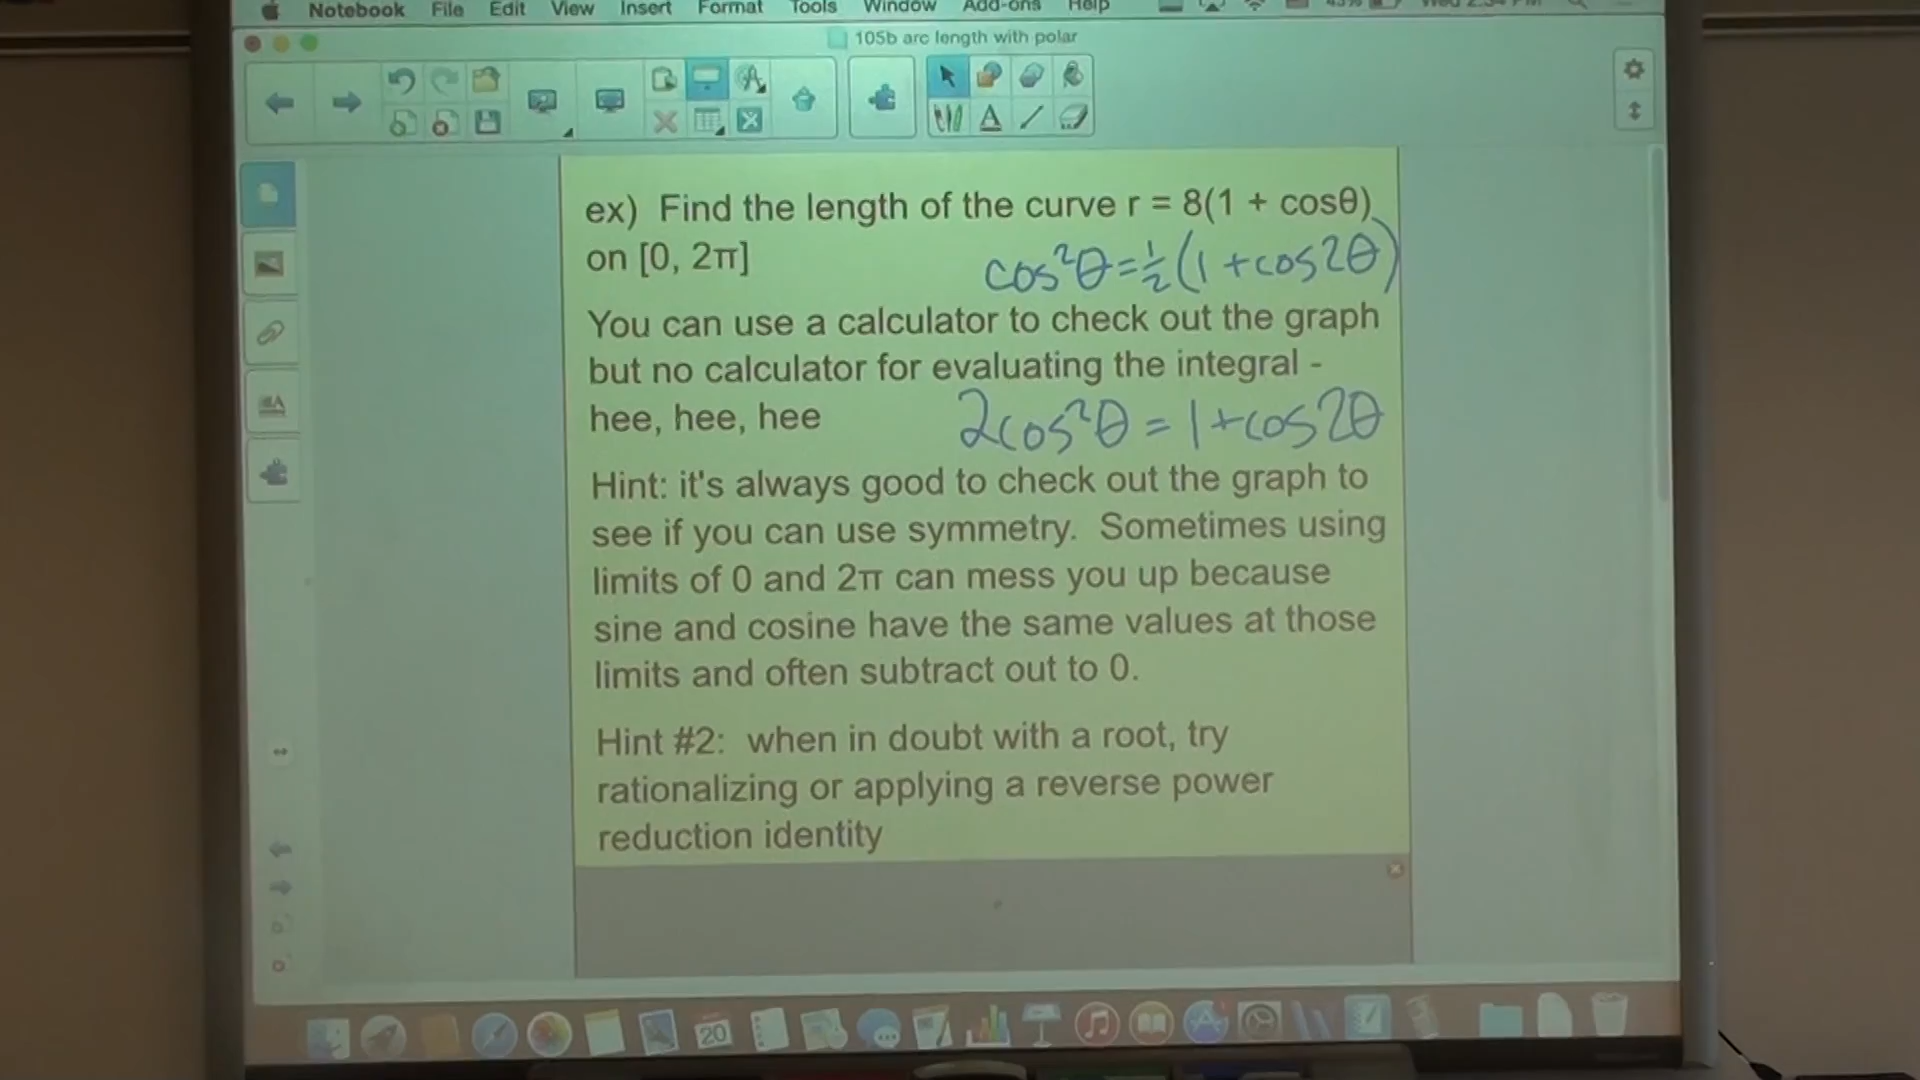 Notebook File Edit View Insert Format Tools Window Add-ons Help
105b arc length with polar
ex) Find the length of the curve r = 8(1 + cosθ)
on [0, 2π]
cos²θ=½(1+cos2θ)
You can use a calculator to check out the graph
but no calculator for evaluating the integral -
hee, hee, hee
2cos²θ = 1+cos2θ
Hint: it's always good to check out the graph to
see if you can use symmetry. Sometimes using
limits of 0 and 2π can mess you up because
sine and cosine have the same values at those
limits and often subtract out to 0.
Hint #2: when in doubt with a root, try
rationalizing or applying a reverse power
reduction identity
20